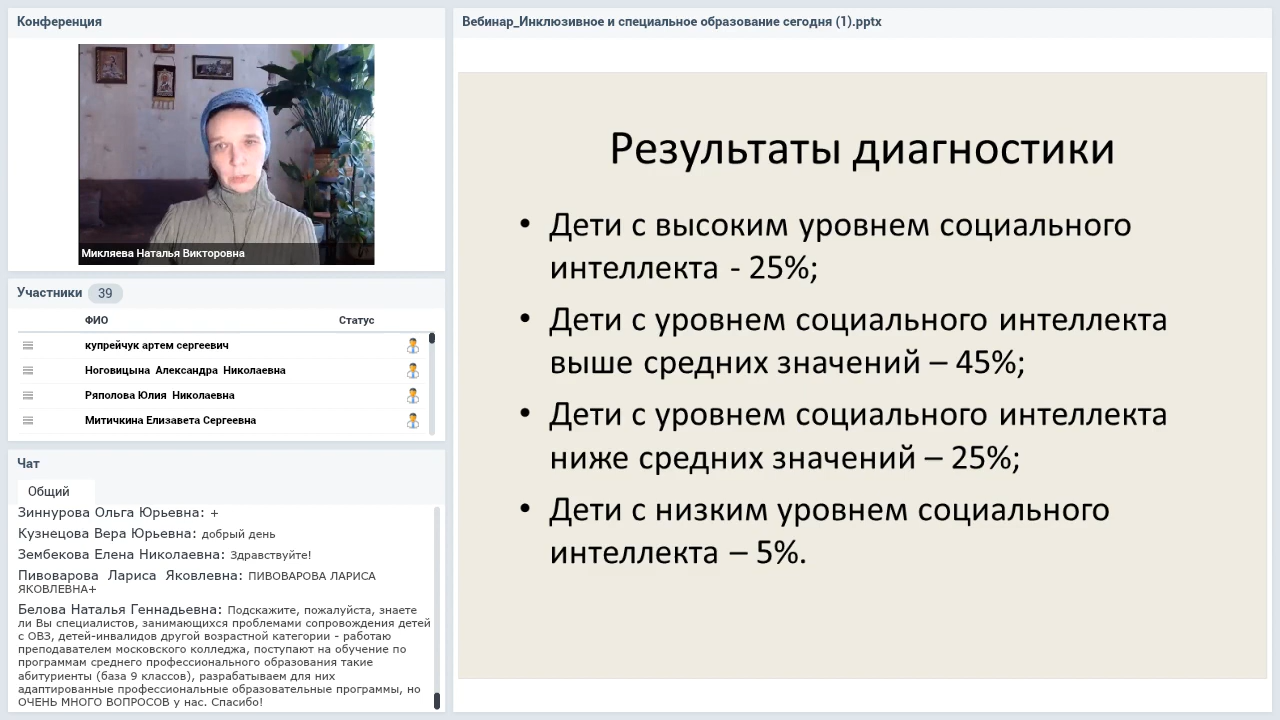 Конференция
Микляева Наталья Викторовна
Участники 39
ФИО Статус
купрейчук артем сергеевич
Ноговицына Александра Николаевна
Ряполова Юлия Николаевна
Митичкина Елизавета Сергеевна
Чат
Общий
Зиннурова Ольга Юрьевна: +
Кузнецова Вера Юрьевна: добрый день
Зембекова Елена Николаевна: Здравствуйте!
Пивоварова Лариса Яковлевна: ПИВОВАРОВА ЛАРИСА
ЯКОВЛЕВНА+
Белова Наталья Геннадьевна: Подскажите, пожалуйста, знаете
ли Вы специалистов, занимающихся проблемами сопровождения детей
с ОВЗ, детей-инвалидов другой возрастной категории - работаю
преподавателем московского колледжа, поступают на обучение по
программам среднего профессионального образования такие
абитуриенты (база 9 классов), разрабатываем для них
адаптированные профессиональные образовательные программы, но
ОЧЕНЬ МНОГО ВОПРОСОВ у нас. Спасибо!
Вебинар_Инклюзивное и специальное образование сегодня (1).pptx
Результаты диагностики
• Дети с высоким уровнем социального
интеллекта - 25%;
• Дети с уровнем социального интеллекта
выше средних значений – 45%;
• Дети с уровнем социального интеллекта
ниже средних значений – 25%;
• Дети с низким уровнем социального
интеллекта – 5%.